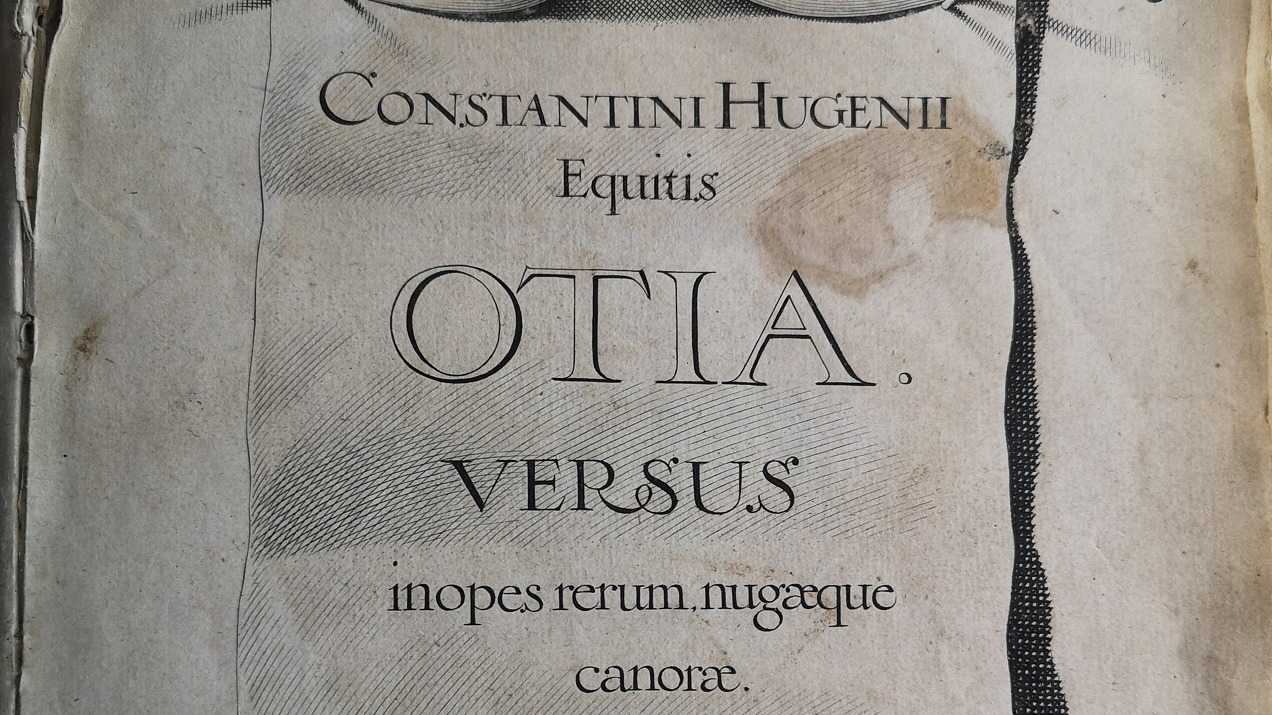 CONSTANTINI HUGENII
Equitis
OTIA.
VERSUS
inopes rerum, nugæque
canoræ.